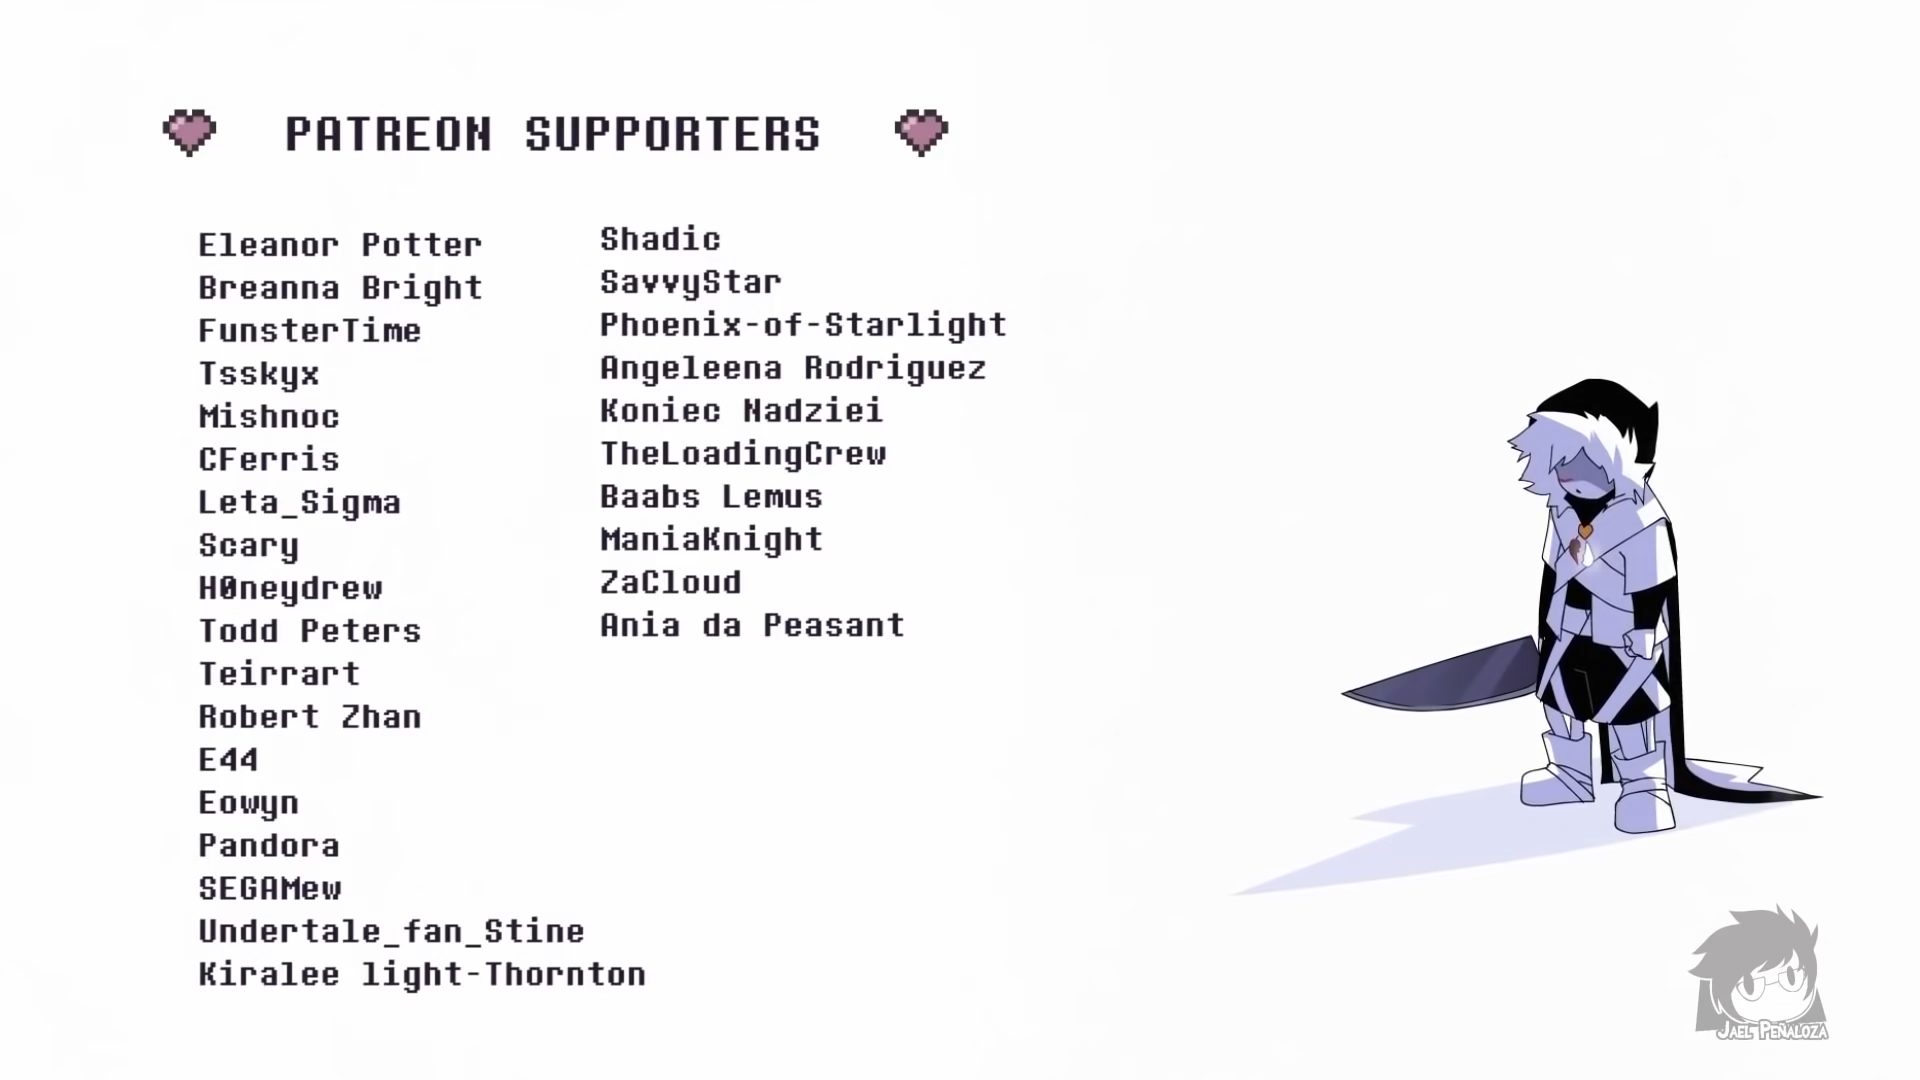 PATREON SUPPORTERS
Eleanor Potter
Breanna Bright
FunsterTime
Tsskyx
Mishnoc
CFerris
Leta_Sigma
Scary
H0neydrew
Todd Peters
Teirrart
Robert Zhan
E44
Eowyn
Pandora
SEGAMew
Undertale_fan_Stine
Kiralee light-Thornton
Shadic
SavvyStar
Phoenix-of-Starlight
Angeleena Rodriguez
Koniec Nadziei
TheLoadingCrew
Baabs Lemus
ManiaKnight
ZaCloud
Ania da Peasant
JAEL PEÑALOZA